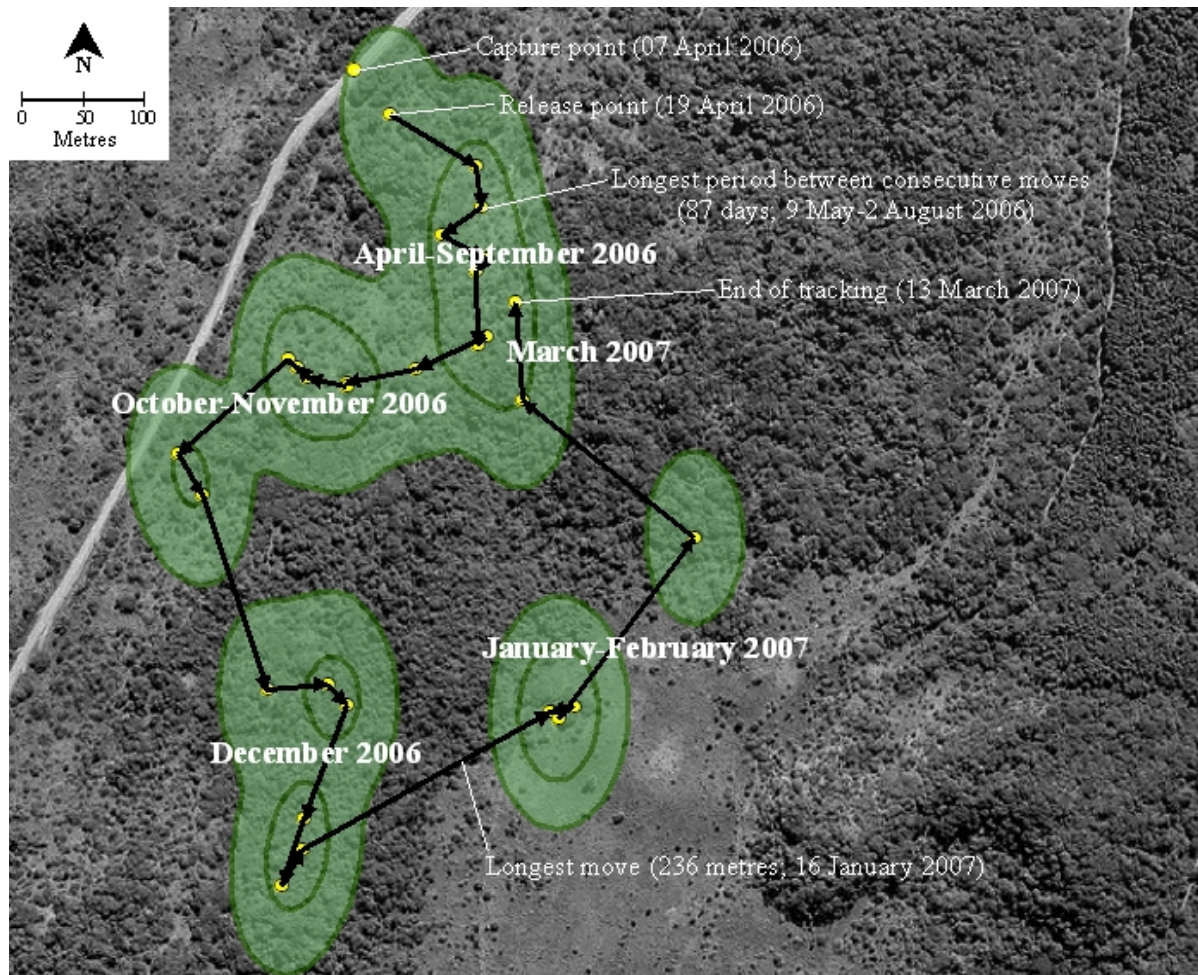 N
0 50 100
Metres
Capture point (07 April 2006)
Release point (19 April 2006)
Longest period between consecutive moves
(87 days; 9 May-2 August 2006)
April-September 2006
End of tracking (13 March 2007)
March 2007
October-November 2006
January-February 2007
December 2006
Longest move (236 metres; 16 January 2007)